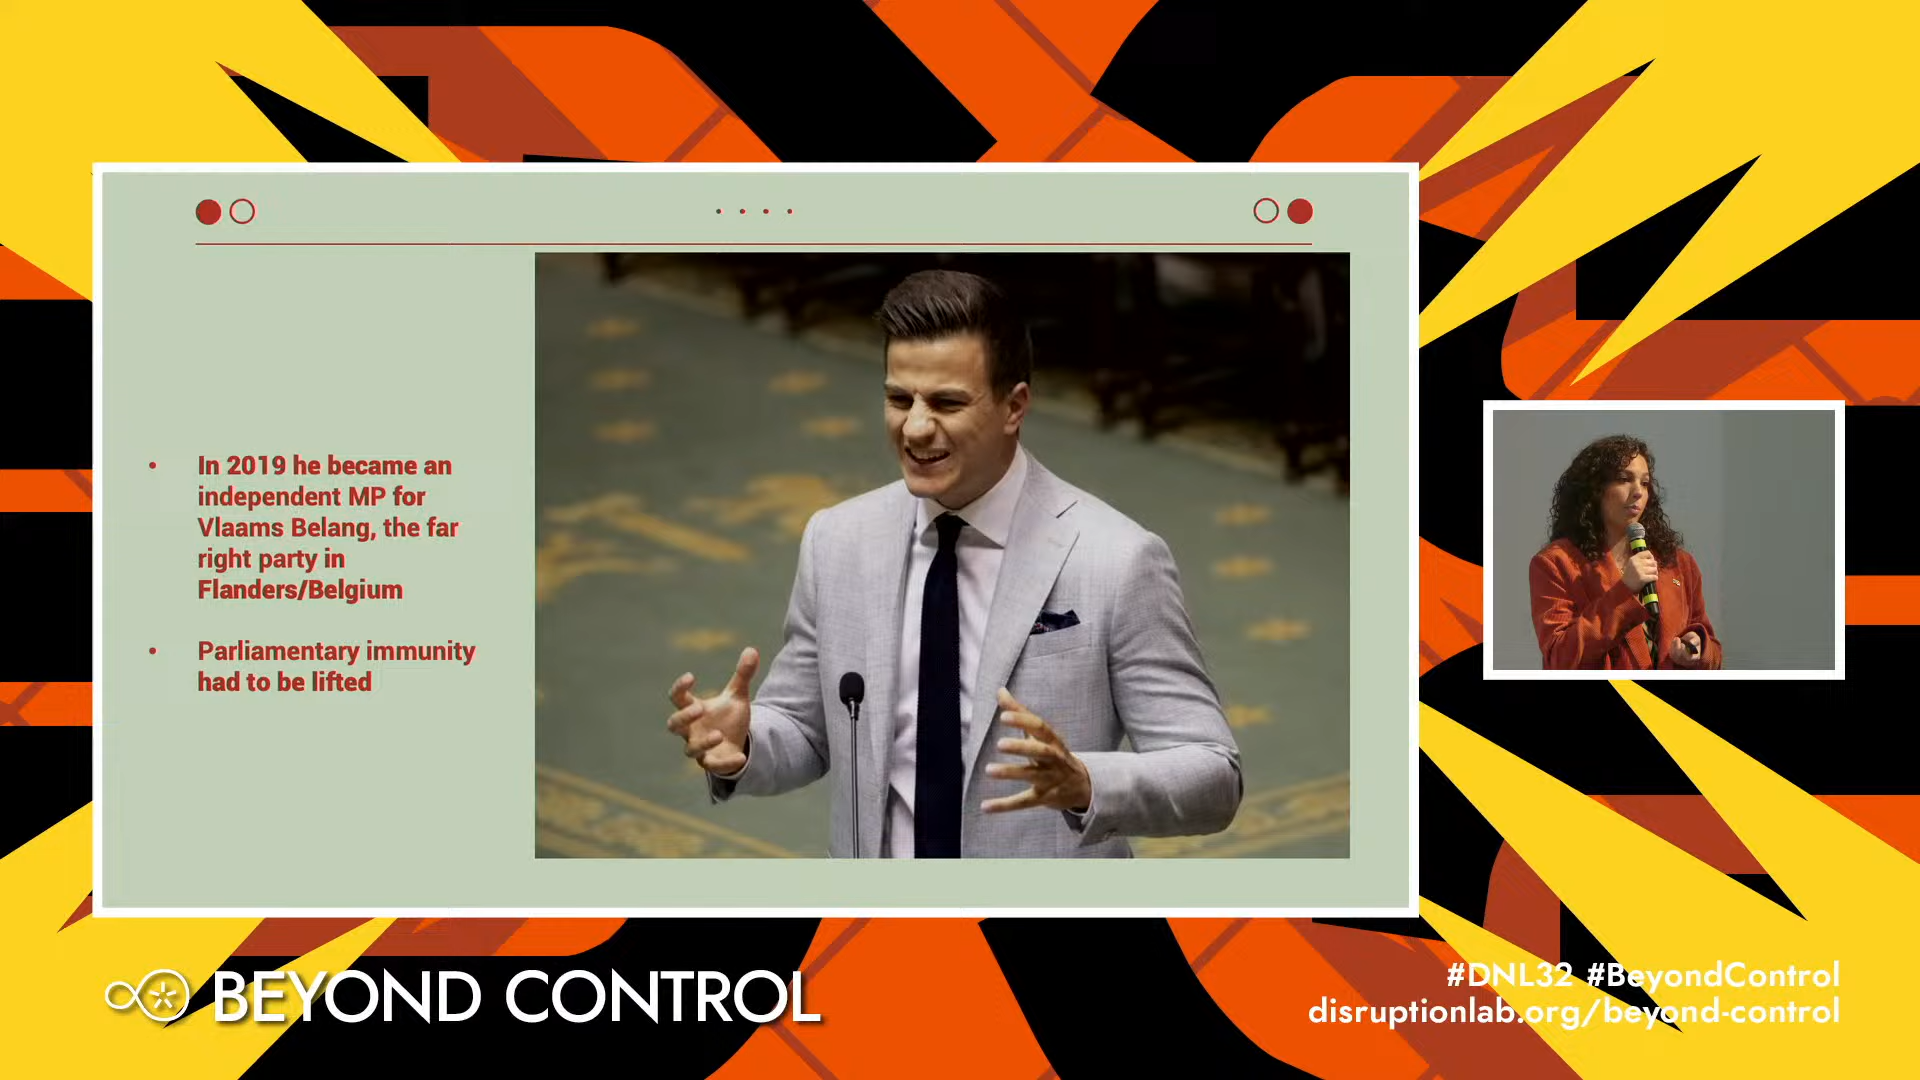 In 2019 he became an
independent MP for
Vlaams Belang, the far
right party in
Flanders/Belgium
Parliamentary immunity
had to be lifted
BEYOND CONTROL
#DNL32 #BeyondControl
disruptionlab.org/beyond-control